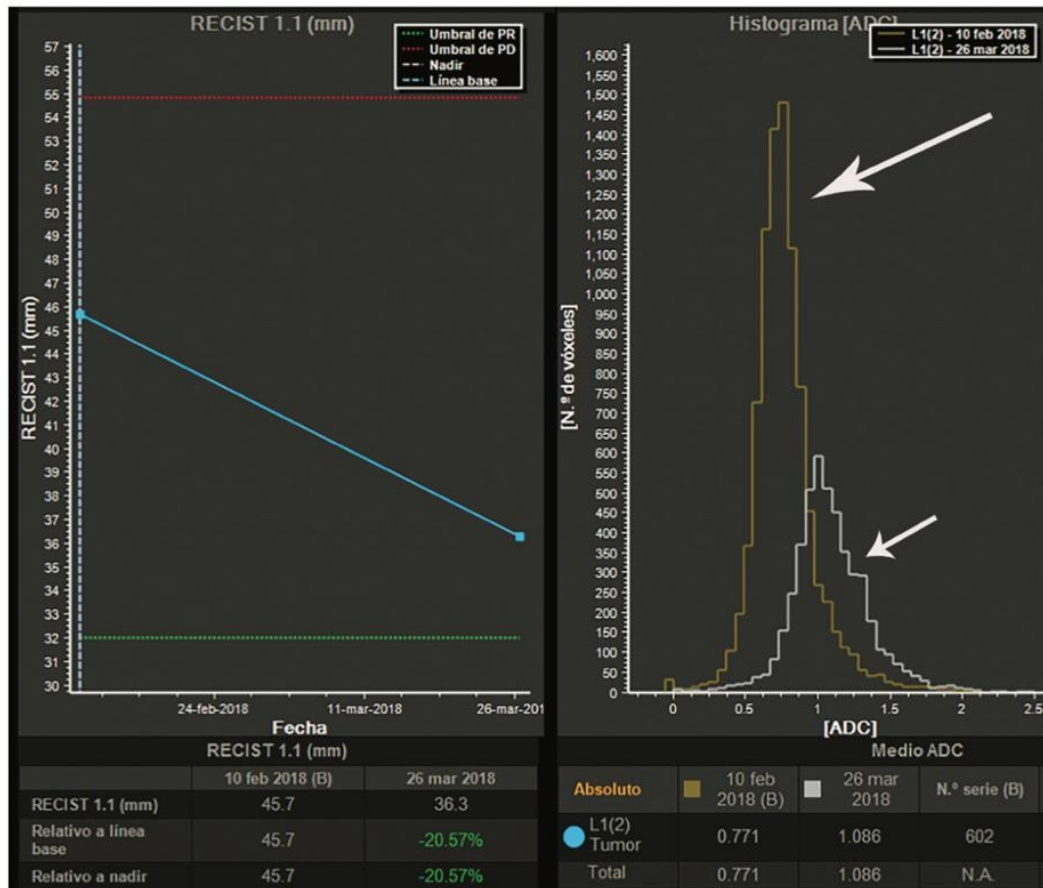 RECIST 1.1 (mm)
Umbral de PR
Umbral de PD
Nadir
Línea base
57
56
55
54
53
52
51
50
49
48
47
46
45
44
43
42
41
40
39
38
37
36
35
34
33
32
31
30
RECIST 1.1 (mm)
24-feb-2018
11-mar-2018
26-mar-201
Fecha
Histograma [ADC]
L1(2) - 10 feb 2018
L1(2) - 26 mar 2018
1,600
1,550
1,500
1,450
1,400
1,350
1,300
1,250
1,200
1,150
1,100
1,050
1,000
950
900
850
800
750
700
650
600
550
500
450
400
350
300
250
200
150
100
50
0
[N.º de vóxeles]
0
0.5
1
1.5
2
2.5
[ADC]
RECIST 1.1 (mm)
10 feb 2018 (B) 26 mar 2018
RECIST 1.1 (mm) 45.7 36.3
Relativo a línea
base
45.7 -20.57%
Relativo a nadir 45.7 -20.57%
Medio ADC
Absoluto 10 feb
2018 (B)
26 mar
2018
N.º serie (B)
L1(2)
Tumor
0.771 1.086 602
Total 0.771 1.086 N.A.